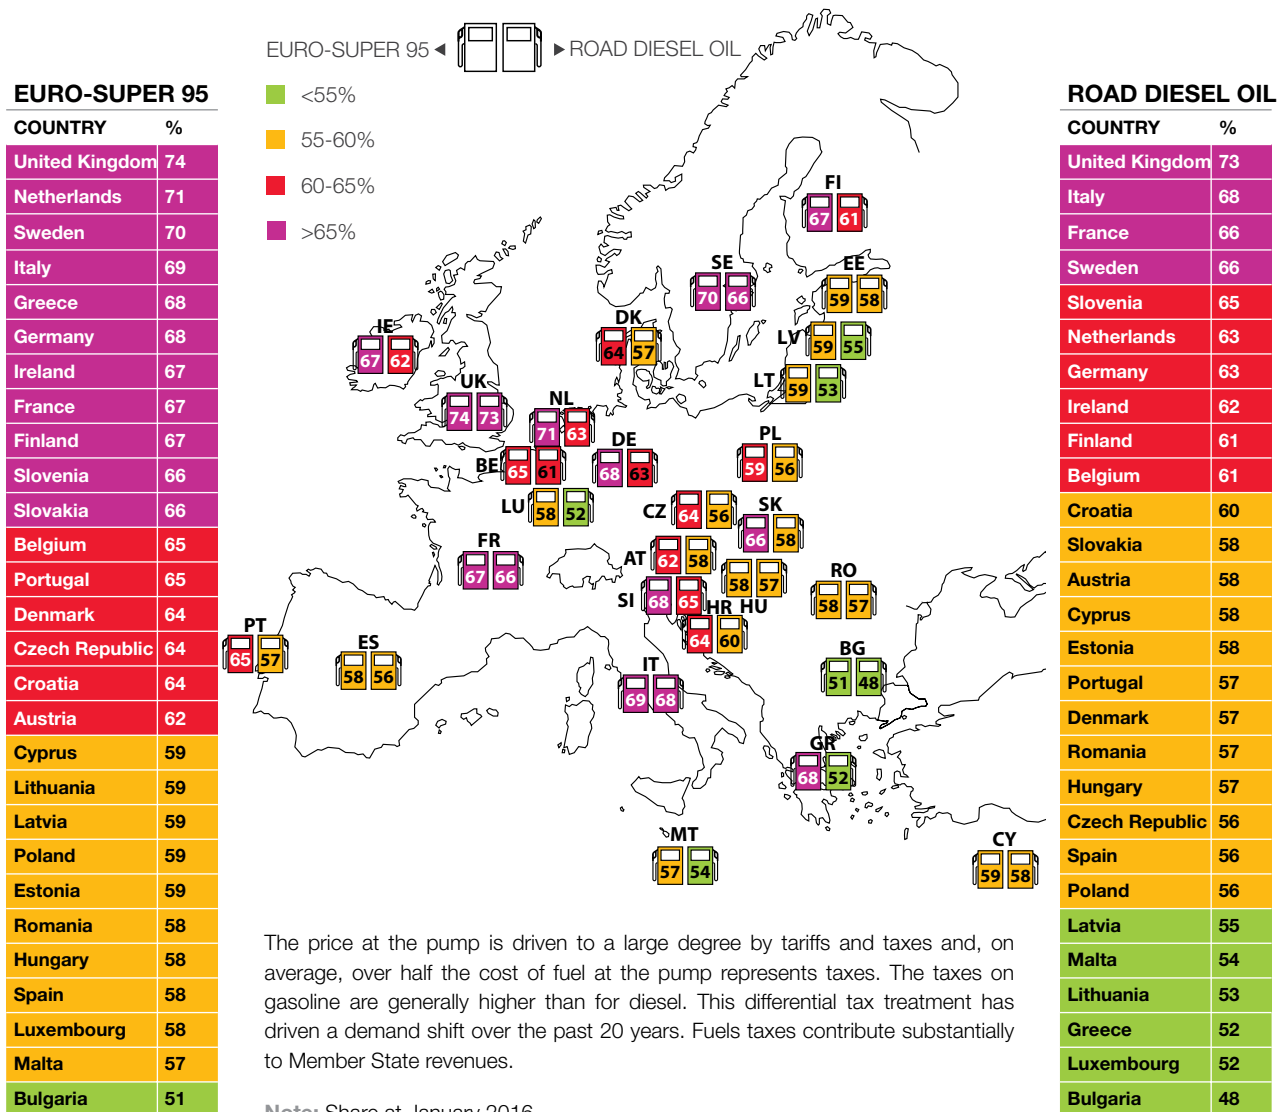 EURO-SUPER 95
ROAD DIESEL OIL
<55%
55-60%
60-65%
>65%
EURO-SUPER 95
COUNTRY %
United Kingdom 74
Netherlands 71
Sweden 70
Italy 69
Greece 68
Germany 68
Ireland 67
France 67
Finland 67
Slovenia 66
Slovakia 66
Belgium 65
Portugal 65
Denmark 64
Czech Republic 64
Croatia 64
Austria 62
Cyprus 59
Lithuania 59
Latvia 59
Poland 59
Estonia 59
Romania 58
Hungary 58
Spain 58
Luxembourg 58
Malta 57
Bulgaria 51
FI
67 61
SE
70 66
EE
59 58
DK
64 57
LV
59 55
IE
67 62
LT
59 53
UK
74 73
NL
71 63
BE
65 61
DE
68 63
PL
59 56
LU
58 52
CZ
64 56
SK
66 58
FR
67 66
AT
62 58
HU
58 57
RO
58 57
SI
68 65
HR
64 60
PT
65 57
ES
58 56
BG
51 48
IT
69 68
GR
68 52
MT
57 54
CY
59 58
The price at the pump is driven to a large degree by tariffs and taxes and, on
average, over half the cost of fuel at the pump represents taxes. The taxes on
gasoline are generally higher than for diesel. This differential tax treatment has
driven a demand shift over the past 20 years. Fuels taxes contribute substantially
to Member State revenues.
Note: Share at January 2016
ROAD DIESEL OIL
COUNTRY %
United Kingdom 73
Italy 68
France 66
Sweden 66
Slovenia 65
Netherlands 63
Germany 63
Ireland 62
Finland 61
Belgium 61
Croatia 60
Slovakia 58
Austria 58
Cyprus 58
Estonia 58
Portugal 57
Denmark 57
Romania 57
Hungary 57
Czech Republic 56
Spain 56
Poland 56
Latvia 55
Malta 54
Lithuania 53
Greece 52
Luxembourg 52
Bulgaria 48